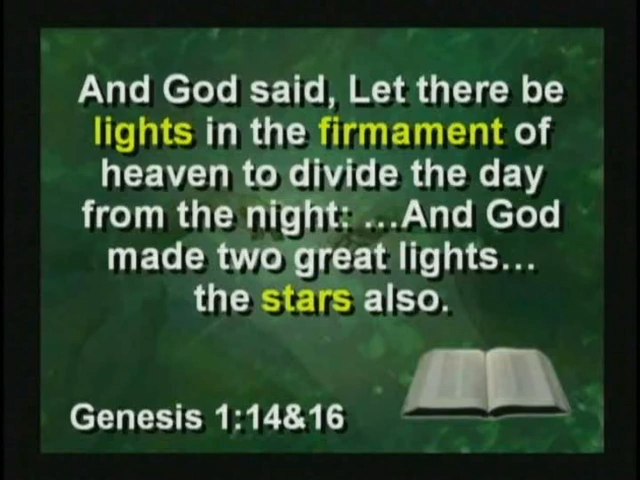 And God said, Let there be
lights in the firmament of
heaven to divide the day
from the night: ...And God
made two great lights...
the stars also.
Genesis 1:14&16